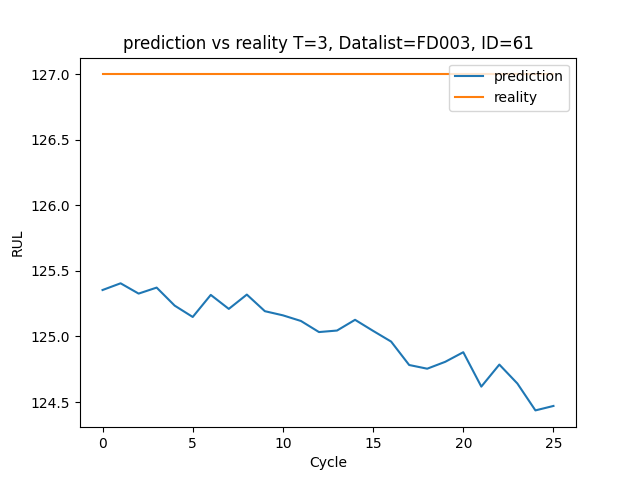 prediction vs reality T=3, Datalist=FD003, ID=61
127.0
126.5
126.0
125.5
125.0
124.5
RUL
prediction
reality
0 5 10 15 20 25
Cycle